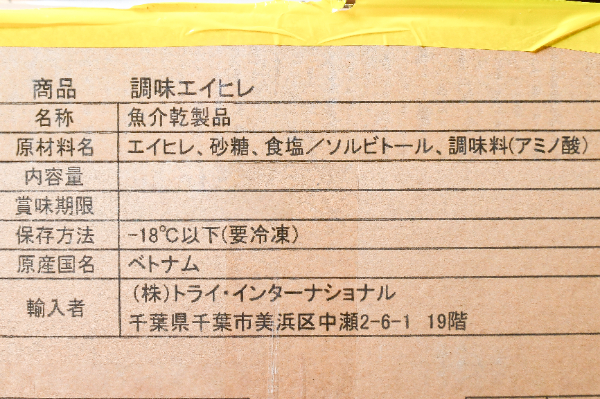 商品 調味エイヒレ
名称 魚介乾製品
原材料名 エイヒレ、砂糖、食塩／ソルビトール、調味料(アミノ酸)
内容量
賞味期限
保存方法 -18℃以下(要冷凍)
原産国名 ベトナム
輸入者 (株)トライ・インターナショナル
千葉県千葉市美浜区中瀬2-6-1 19階